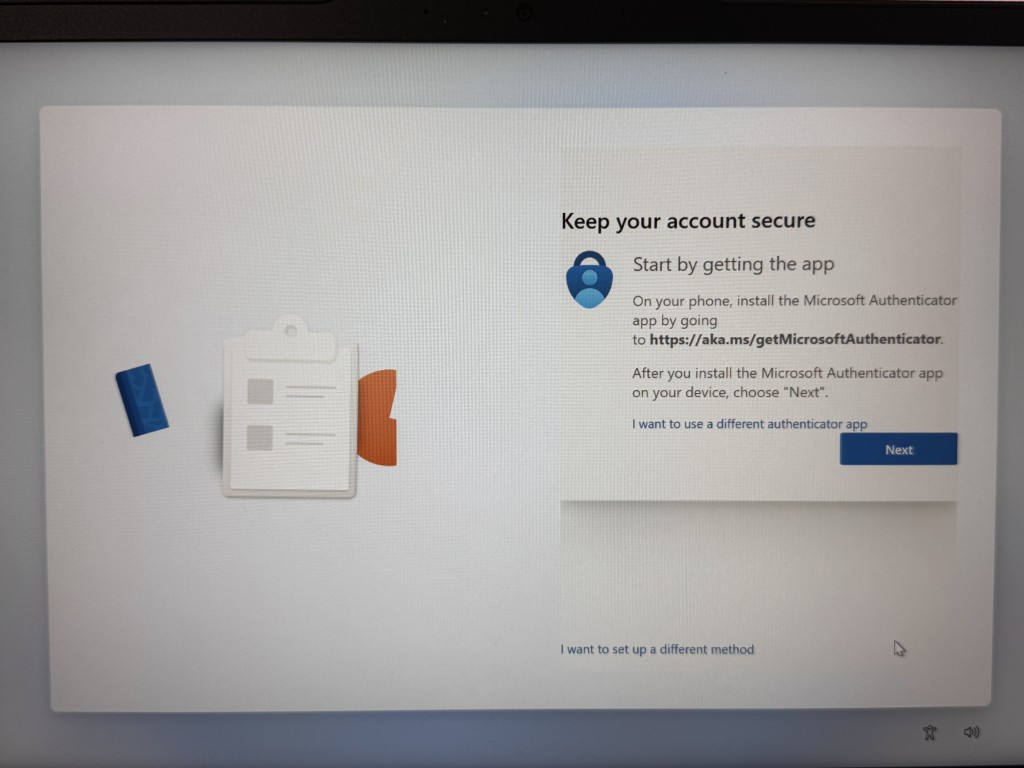 Keep your account secure
Start by getting the app
On your phone, install the Microsoft Authenticator
app by going
to https://aka.ms/getMicrosoftAuthenticator.
After you install the Microsoft Authenticator app
on your device, choose "Next".
I want to use a different authenticator app
Next
I want to set up a different method